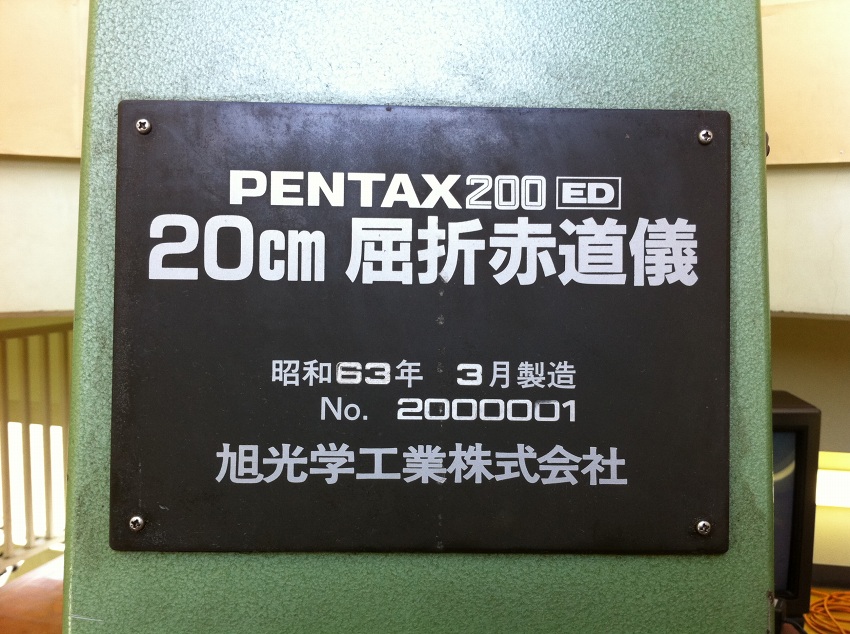 PENTAX200 ED
20cm 屈折赤道儀
昭和63年 3月製造
No. 2000001
旭光学工業株式会社